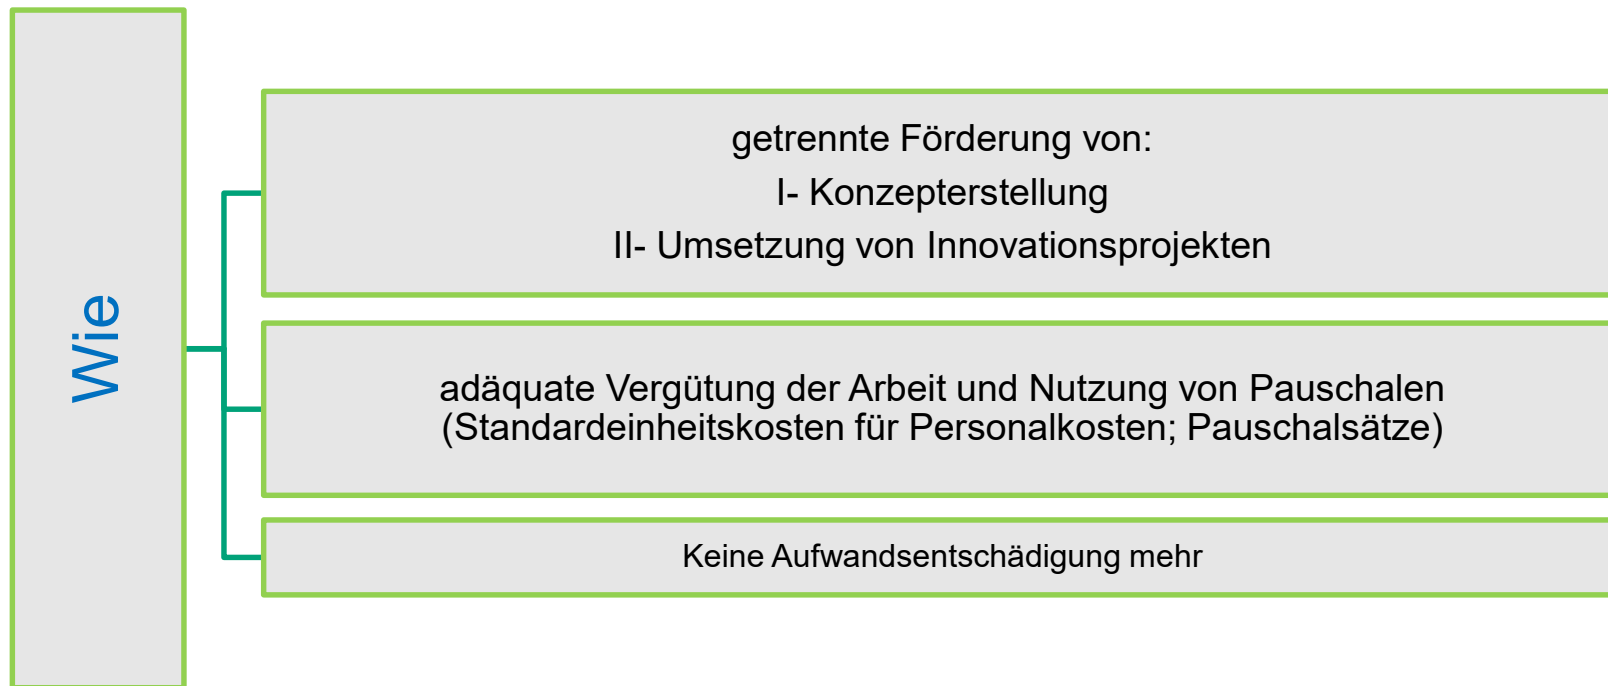 Wie
getrennte Förderung von:
I- Konzepterstellung
II- Umsetzung von Innovationsprojekten
adäquate Vergütung der Arbeit und Nutzung von Pauschalen
(Standardeinheitskosten für Personalkosten; Pauschalsätze)
Keine Aufwandsentschädigung mehr